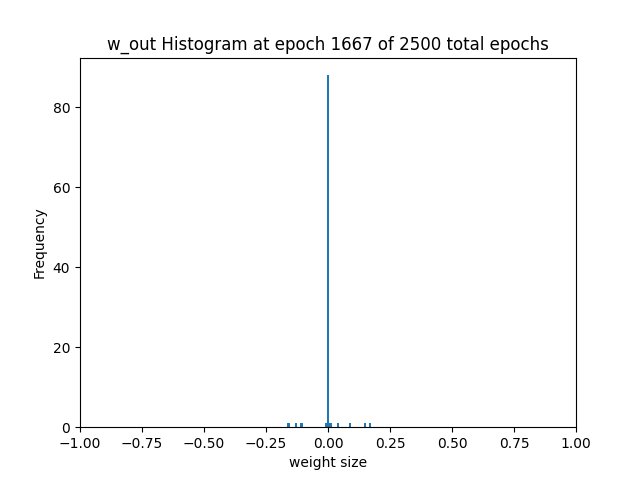 w_out Histogram at epoch 1667 of 2500 total epochs
Frequency
80
60
40
20
0
−1.00 −0.75 −0.50 −0.25 0.00 0.25 0.50 0.75 1.00
weight size